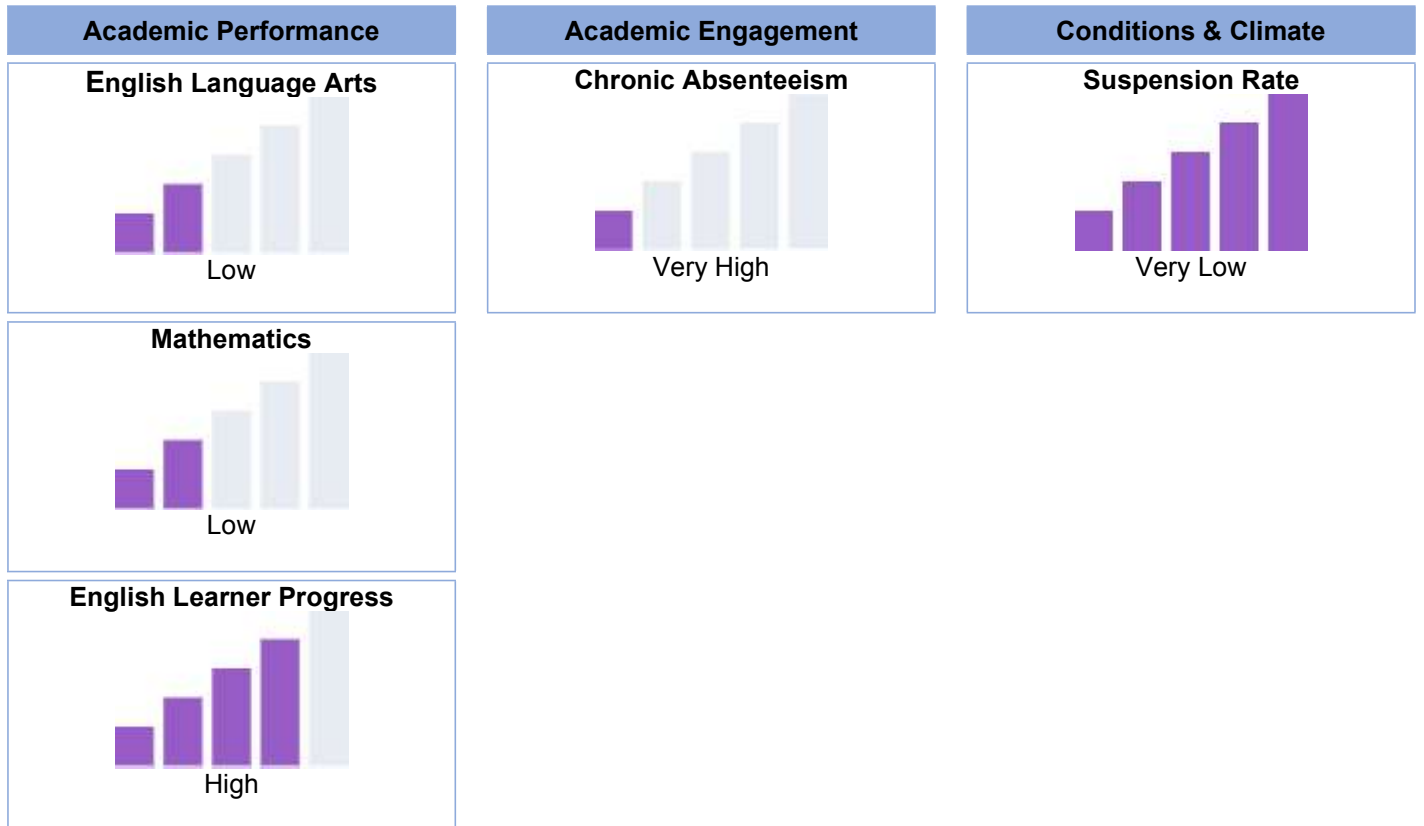 Academic Performance
English Language Arts
Low
Mathematics
Low
English Learner Progress
High
Academic Engagement
Chronic Absenteeism
Very High
Conditions & Climate
Suspension Rate
Very Low